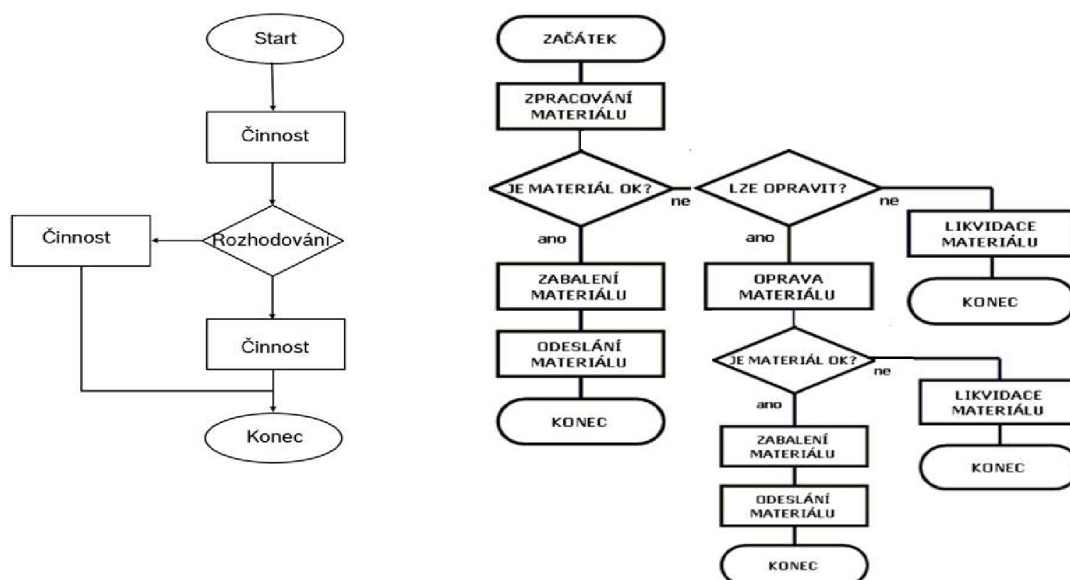 Start
Činnost
Rozhodování
Činnost
Činnost
Konec
ZAČÁTEK
ZPRACOVÁNÍ
MATERIÁLU
JE MATERIÁL OK?
ne
ano
ZABALENÍ
MATERIÁLU
ODESLÁNÍ
MATERIÁLU
KONEC
LZE OPRAVIT?
ne
ano
LIKVIDACE
MATERIÁLU
KONEC
OPRAVA
MATERIÁLU
JE MATERIÁL OK?
ne
ano
LIKVIDACE
MATERIÁLU
KONEC
ZABALENÍ
MATERIÁLU
ODESLÁNÍ
MATERIÁLU
KONEC